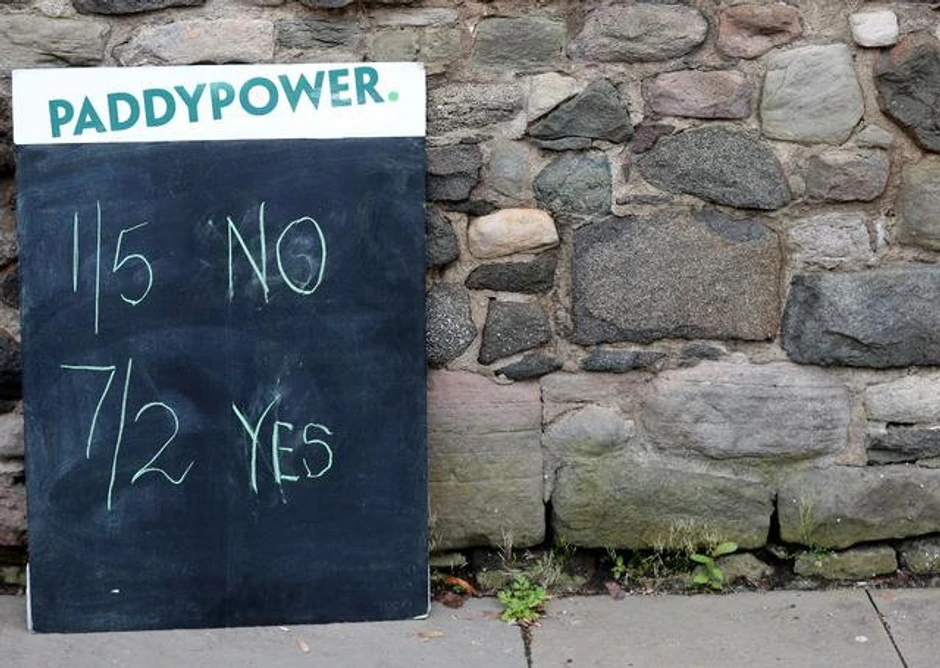 PADDYPOWER.
1/5 NO
7/2 YES